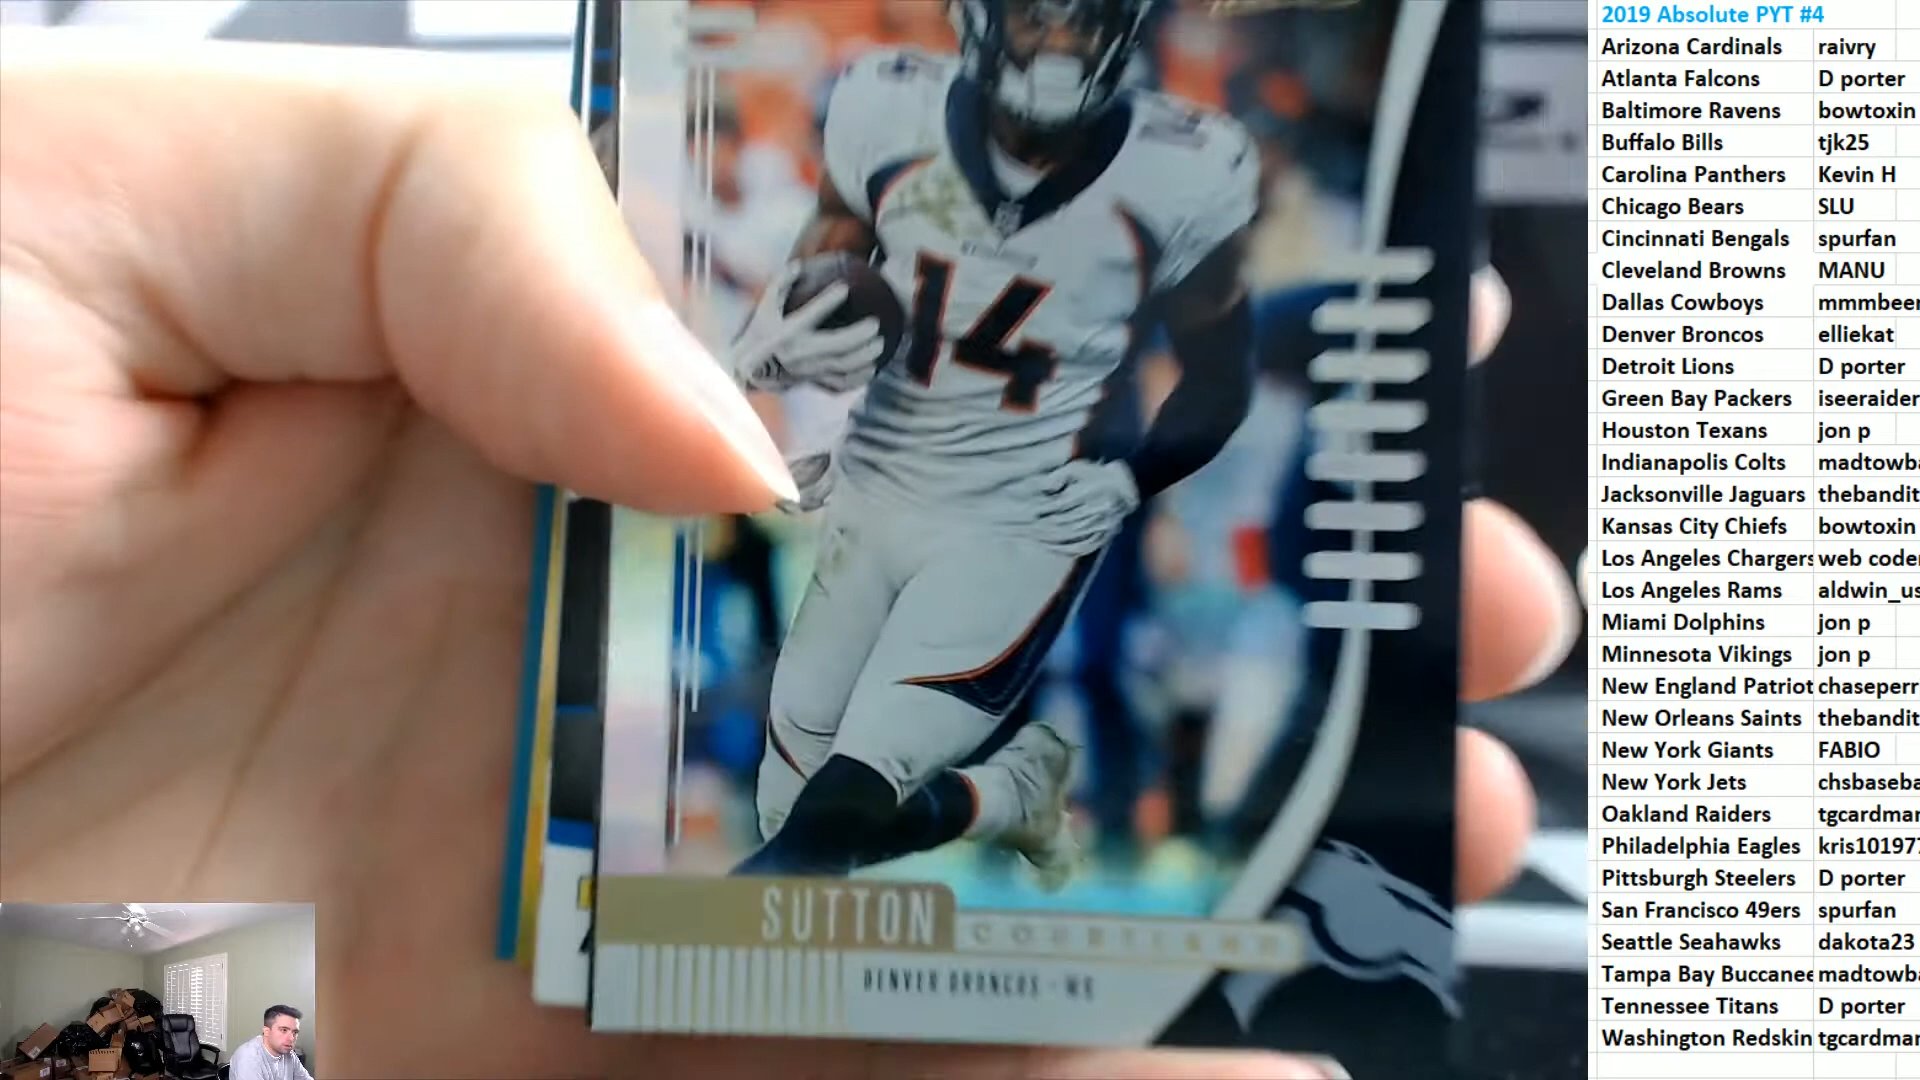 14
SUTTON COURTLAND
DENVER BRONCOS - WR
2019 Absolute PYT #4
Arizona Cardinals raivry
Atlanta Falcons D porter
Baltimore Ravens bowtoxin
Buffalo Bills tjk25
Carolina Panthers Kevin H
Chicago Bears SLU
Cincinnati Bengals spurfan
Cleveland Browns MANU
Dallas Cowboys mmmbeer
Denver Broncos elliekat
Detroit Lions D porter
Green Bay Packers iseeraider
Houston Texans jon p
Indianapolis Colts madtowba
Jacksonville Jaguars thebandit
Kansas City Chiefs bowtoxin
Los Angeles Chargers web coder
Los Angeles Rams aldwin_us
Miami Dolphins jon p
Minnesota Vikings jon p
New England Patriot chaseperr
New Orleans Saints thebandit
New York Giants FABIO
New York Jets chsbaseba
Oakland Raiders tgcardmar
Philadelphia Eagles kris101977
Pittsburgh Steelers D porter
San Francisco 49ers spurfan
Seattle Seahawks dakota23
Tampa Bay Buccanee madtowba
Tennessee Titans D porter
Washington Redskin tgcardmar